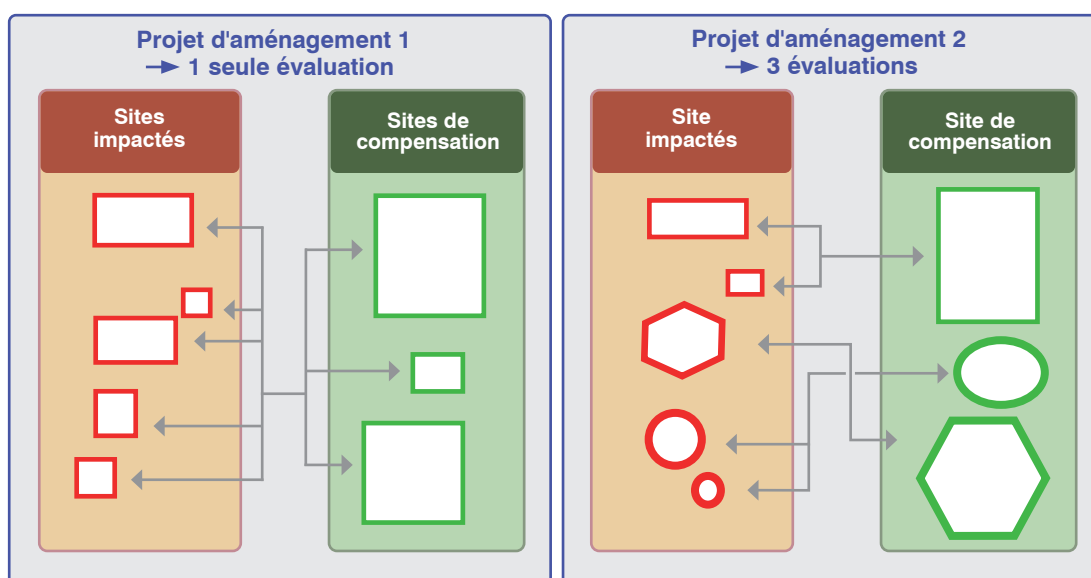 Projet d'aménagement 1
→ 1 seule évaluation
Sites
impactés
Sites de
compensation
Projet d'aménagement 2
→ 3 évaluations
Site
impactés
Site de
compensation